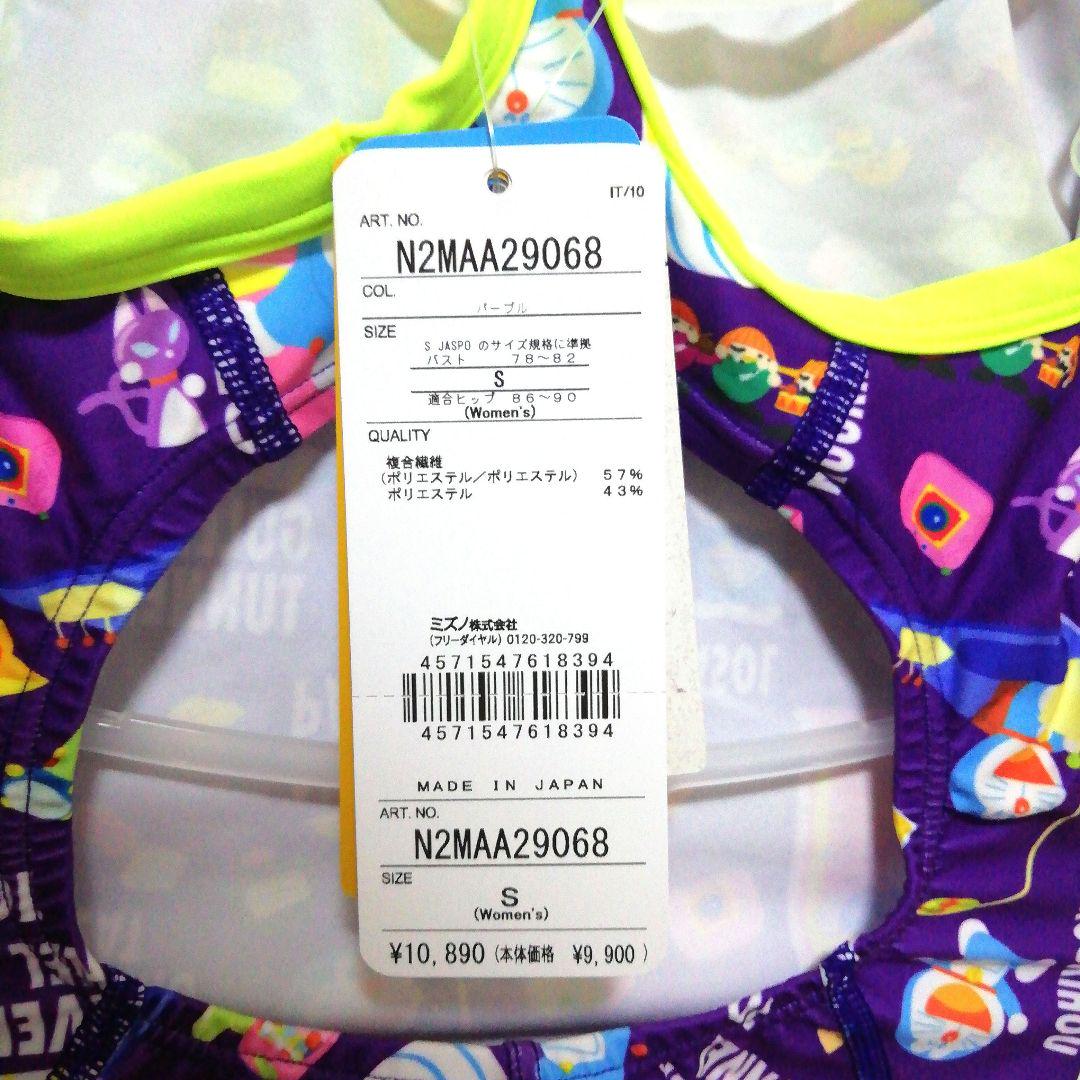 IT/10
ART. NO.
N2MAA29068
COL.
パープル
SIZE
S JASPO のサイズ規格に準拠
バスト 78～82
S
適合ヒップ 86～90
(Women's)
QUALITY
複合繊維
(ポリエステル／ポリエステル) 57%
ポリエステル 43%
ミズノ株式会社
(フリーダイヤル) 0120-320-799
4571547618394
4571547618394
MADE IN JAPAN
ART. NO.
N2MAA29068
SIZE
S
(Women's)
¥10,890 (本体価格 ¥9,900 )